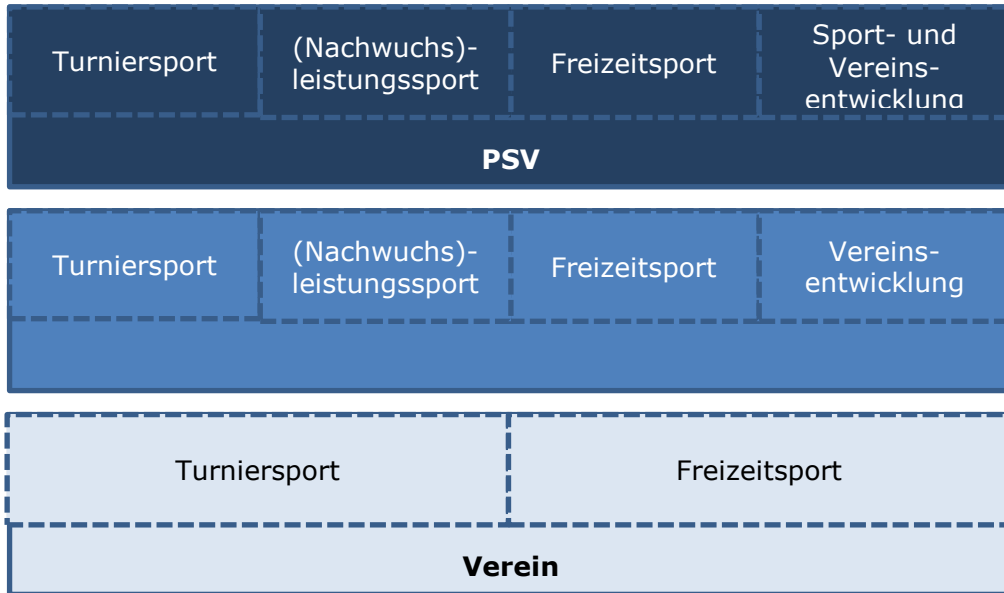 Turniersport
(Nachwuchs)-
leistungssport
Freizeitsport
Sport- und
Vereins-
entwicklung
PSV
Turniersport
(Nachwuchs)-
leistungssport
Freizeitsport
Vereins-
entwicklung
Turniersport
Freizeitsport
Verein